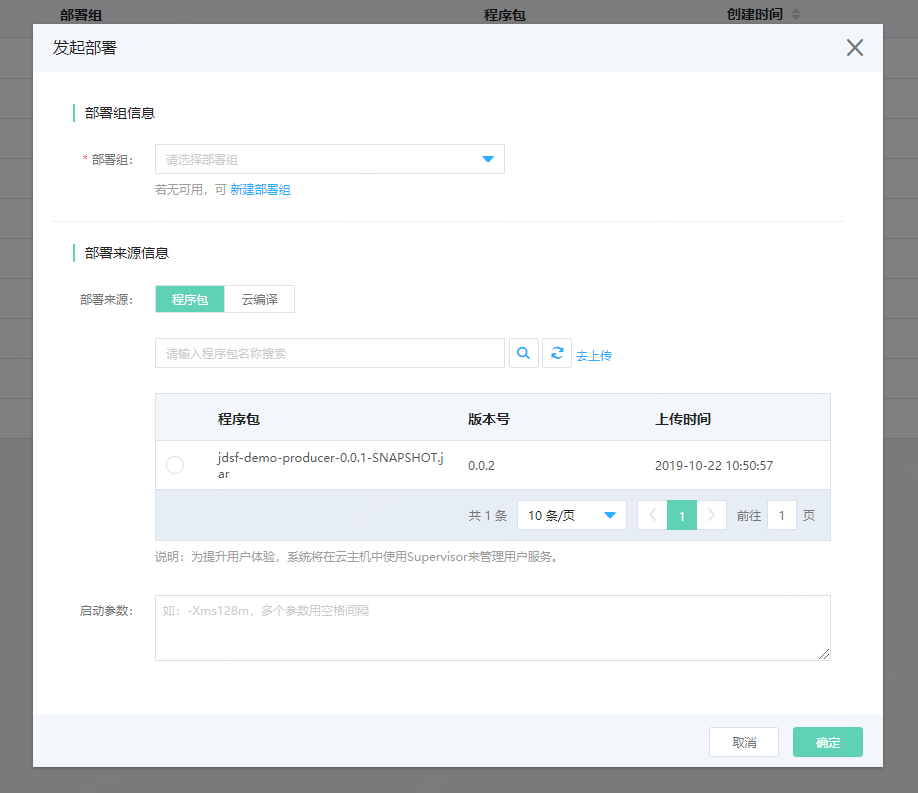 部署组 程序包 创建时间
发起部署
部署组信息
* 部署组： 请选择部署组
若无可用，可 新建部署组
部署来源信息
部署来源： 程序包 云编译
请输入程序包名称搜索 去上传
程序包 版本号 上传时间
jdsf-demo-producer-0.0.1-SNAPSHOT.j
ar
0.0.2 2019-10-22 10:50:57
共 1 条 10 条/页 1 前往 1 页
说明：为提升用户体验，系统将在云主机中使用Supervisor来管理用户服务。
启动参数： 如：-Xms128m，多个参数用空格间隔
取消 确定